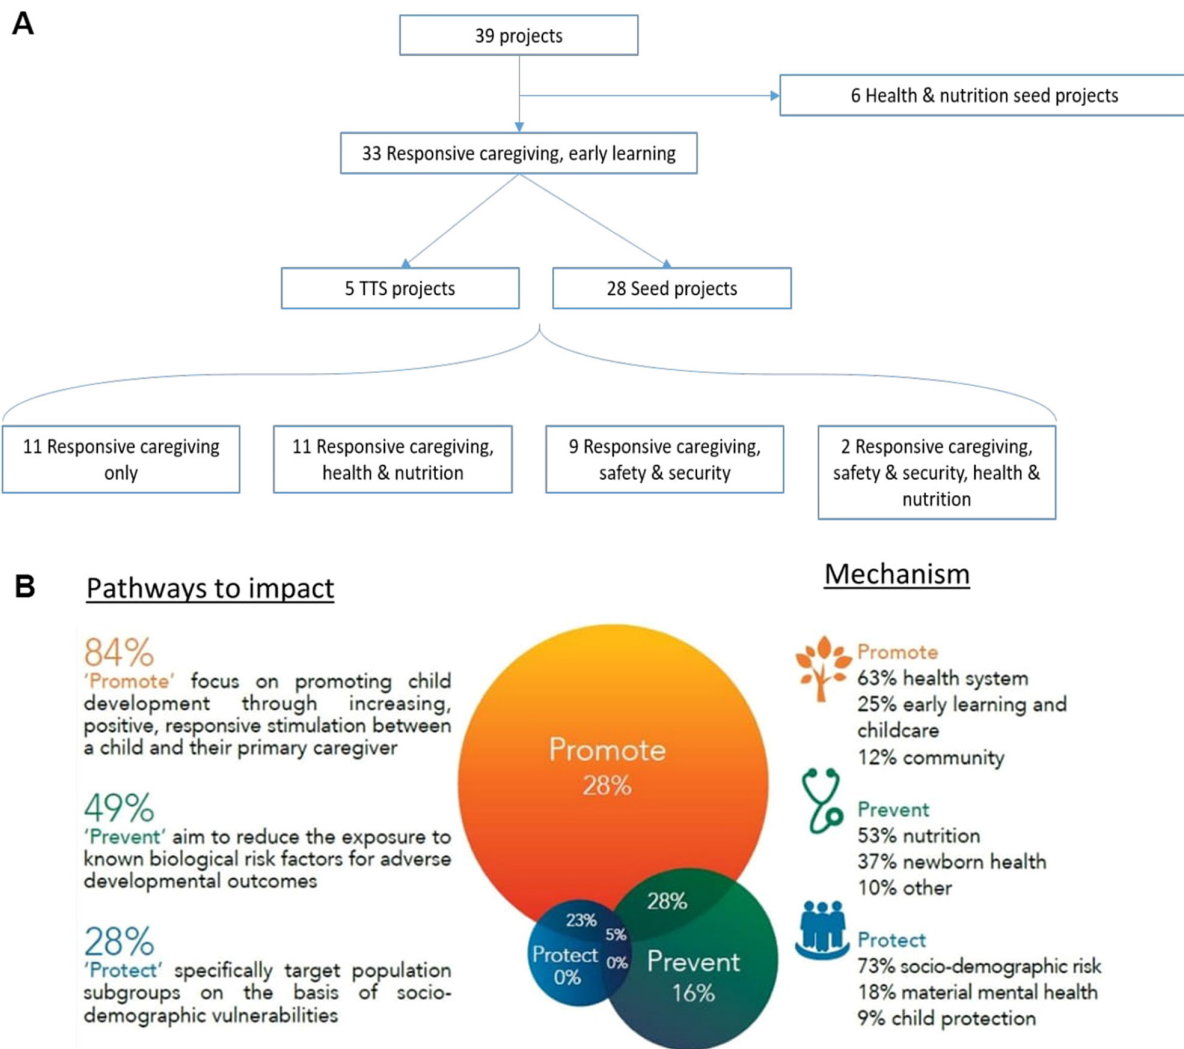 A
39 projects
6 Health & nutrition seed projects
33 Responsive caregiving, early learning
5 TTS projects
28 Seed projects
11 Responsive caregiving
only
11 Responsive caregiving,
health & nutrition
9 Responsive caregiving,
safety & security
2 Responsive caregiving,
safety & security, health &
nutrition
B
Pathways to impact
84%
‘Promote’ focus on promoting child
development through increasing,
positive, responsive stimulation between
a child and their primary caregiver
49%
‘Prevent’ aim to reduce the exposure to
known biological risk factors for adverse
developmental outcomes
28%
‘Protect’ specifically target population
subgroups on the basis of socio-
demographic vulnerabilities
Promote
28%
28%
23%
5%
Protect
0%
0%
Prevent
16%
Mechanism
Promote
63% health system
25% early learning and
childcare
12% community
Prevent
53% nutrition
37% newborn health
10% other
Protect
73% socio-demographic risk
18% material mental health
9% child protection